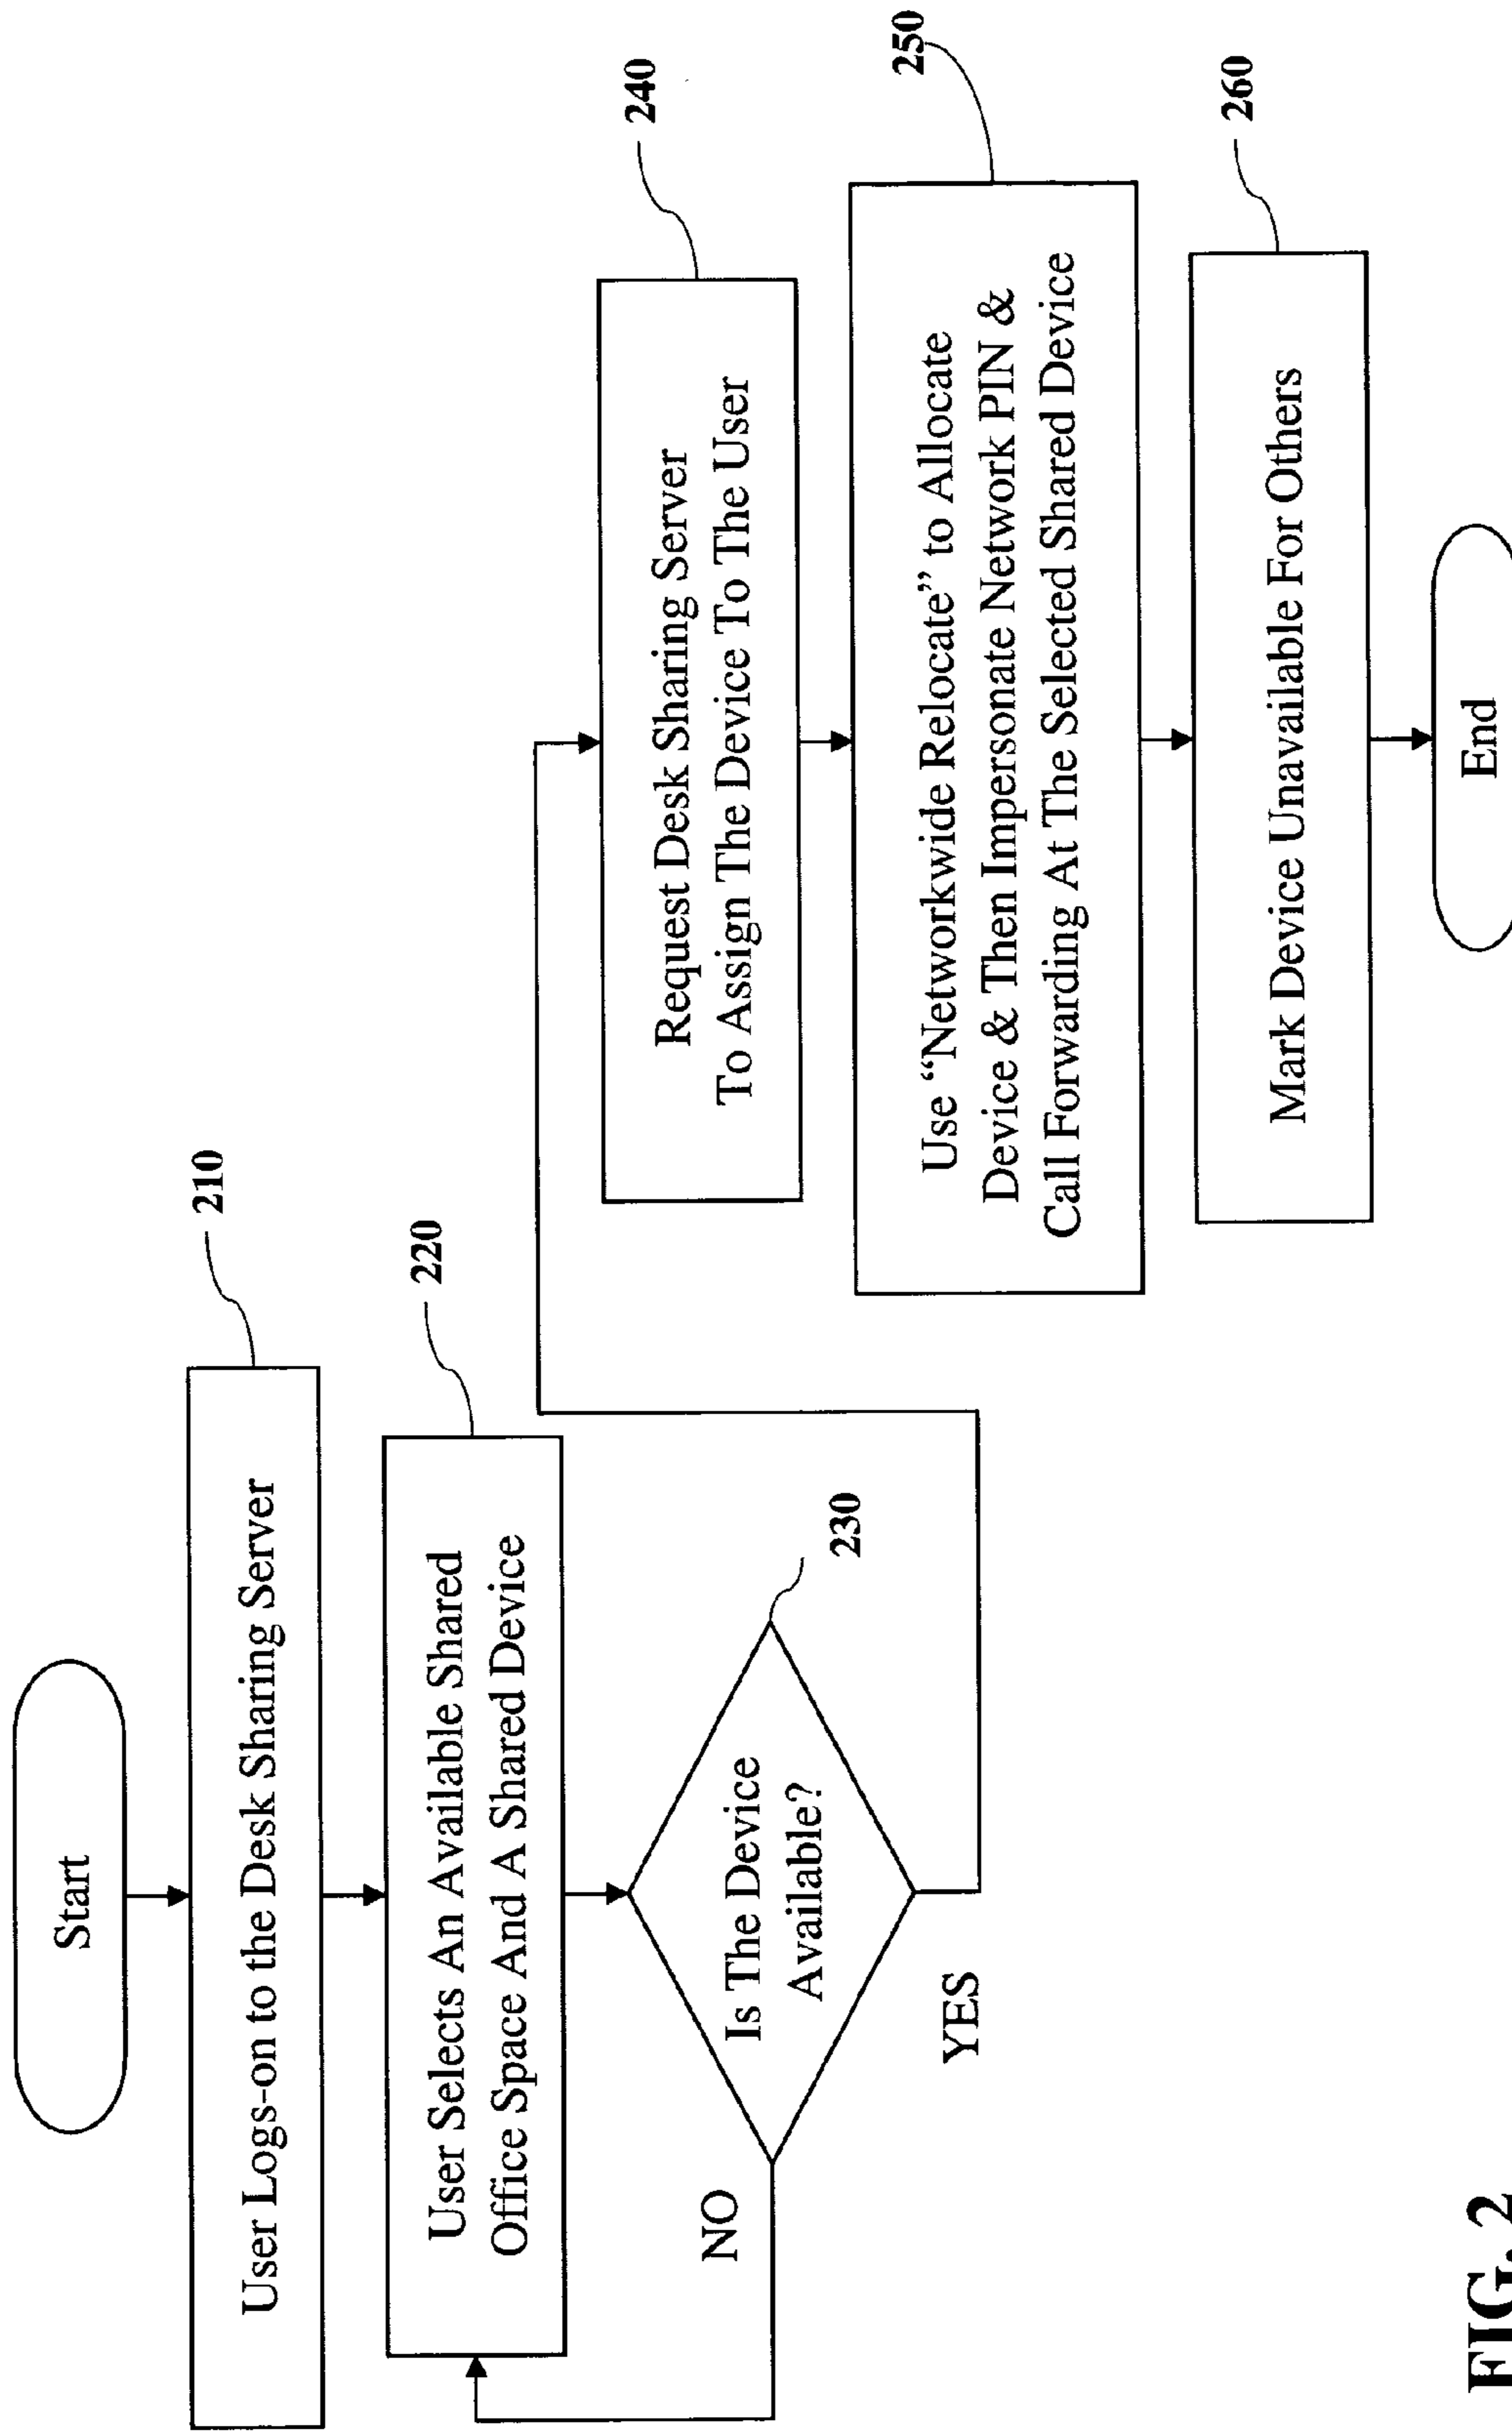 Start
210
User Logs-on to the Desk Sharing Server
220
User Selects An Available Shared
Office Space And A Shared Device
230
Is The Device
Available?
NO
YES
240
Request Desk Sharing Server
To Assign The Device To The User
250
Use “Networkwide Relocate” to Allocate
Device & Then Impersonate Network PIN &
Call Forwarding At The Selected Shared Device
260
Mark Device Unavailable For Others
End
FIG. 2